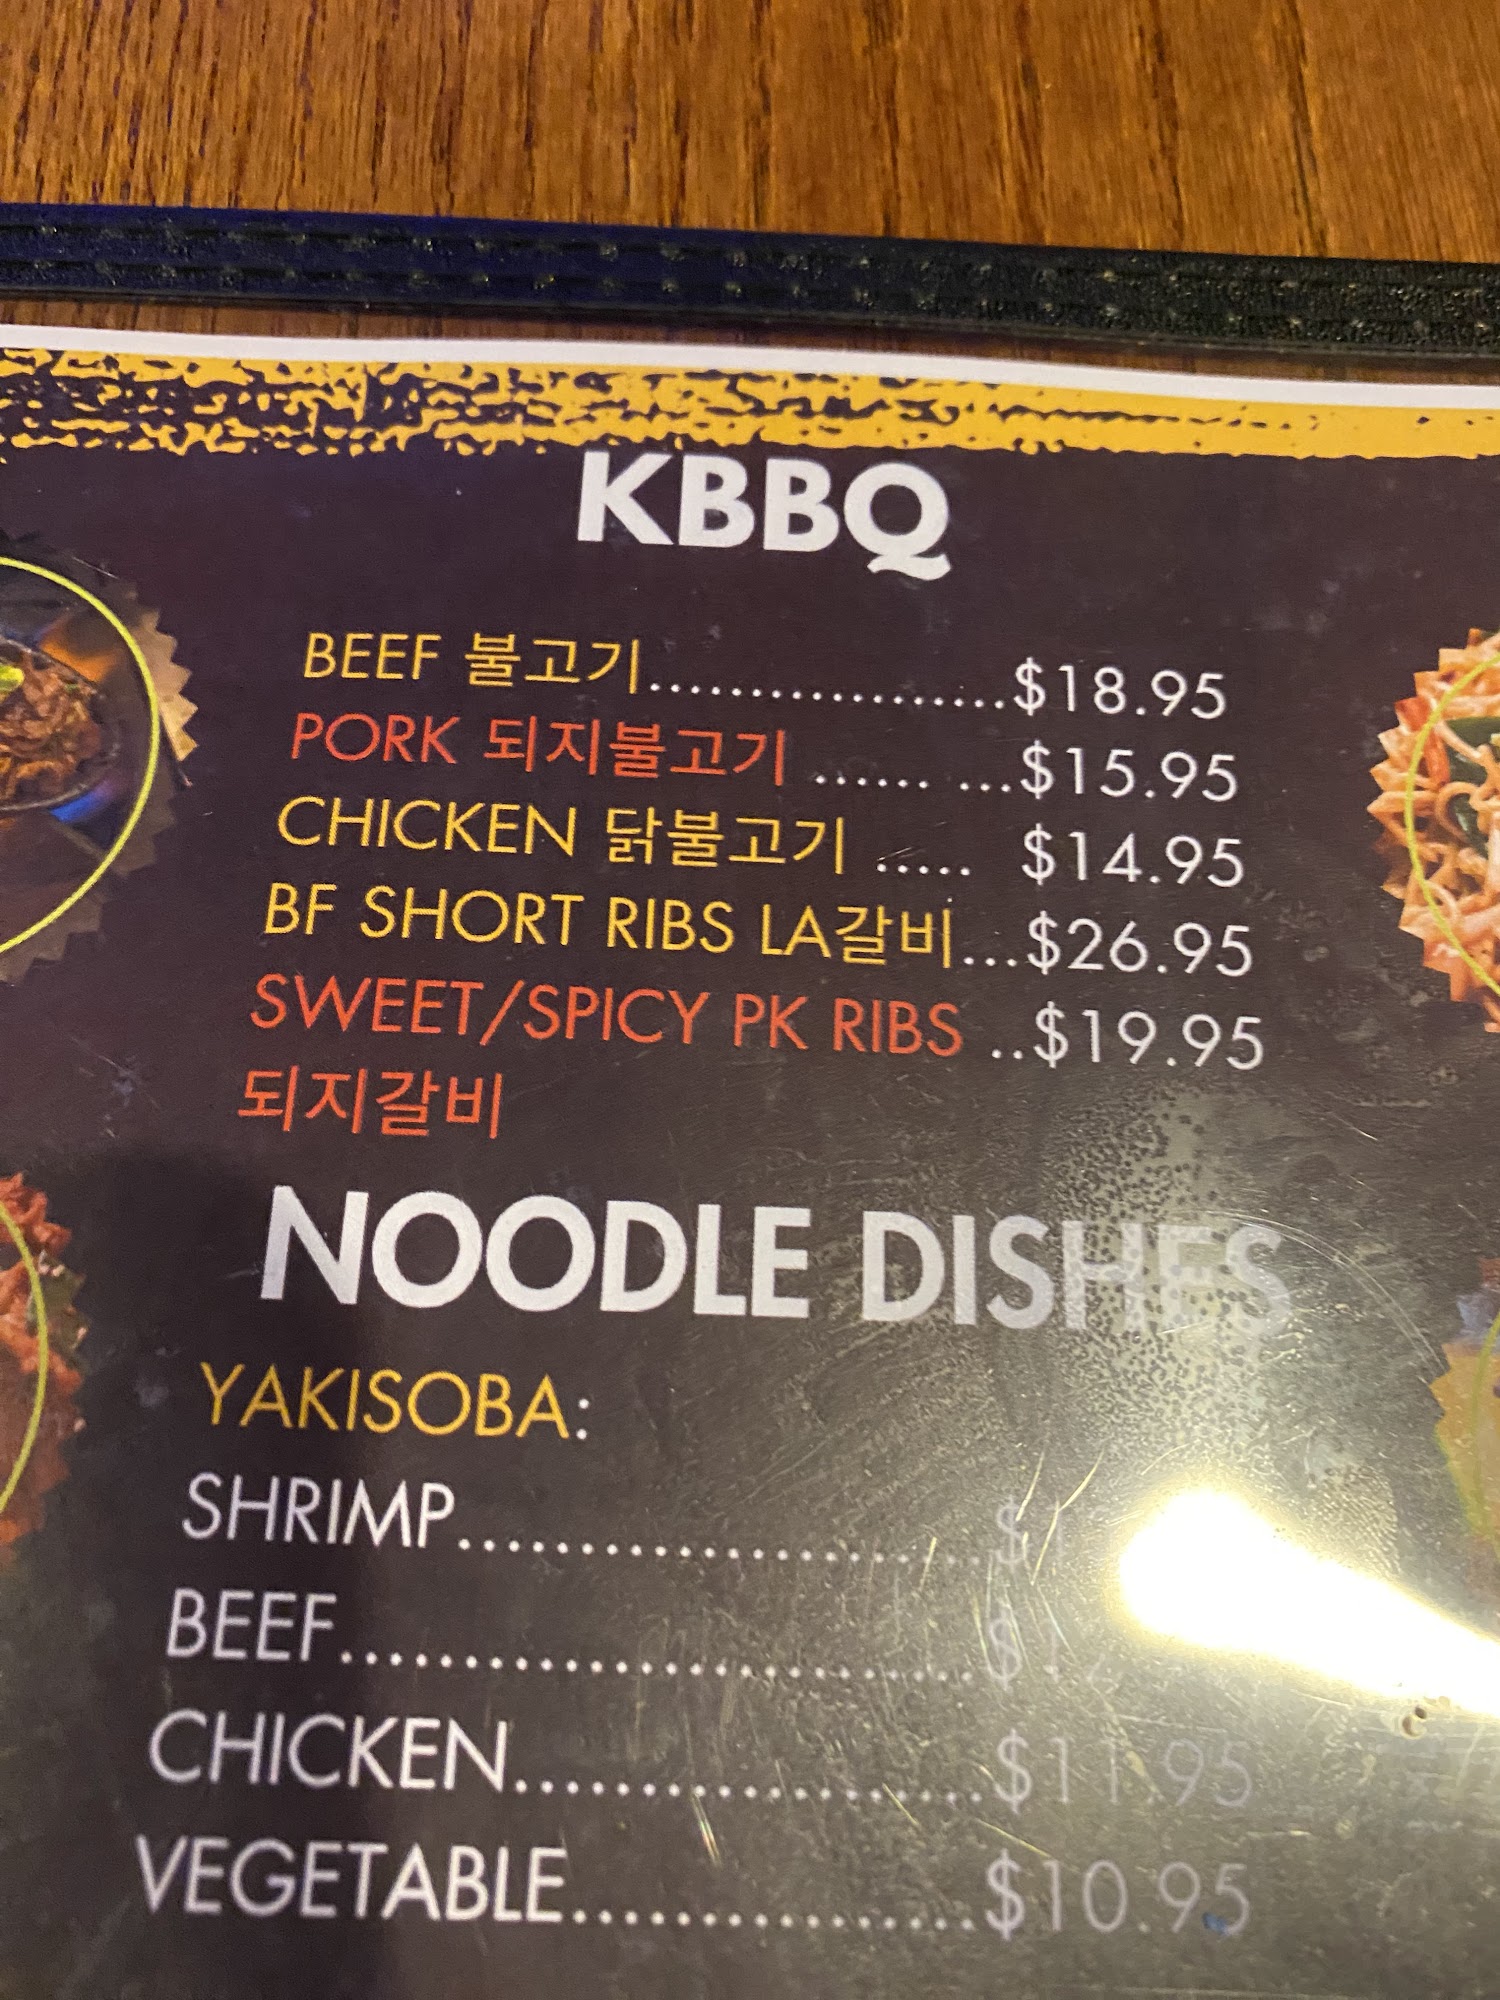 KBBQ
BEEF 불고기..................$18.95
PORK 되지불고기 ...... ...$15.95
CHICKEN 닭불고기 ..... $14.95
BF SHORT RIBS LA갈비...$26.95
SWEET/SPICY PK RIBS ..$19.95
되지갈비
NOODLE DISHES
YAKISOBA:
SHRIMP
BEEF
CHICKEN...................$11.95
VEGETABLE................$10.95